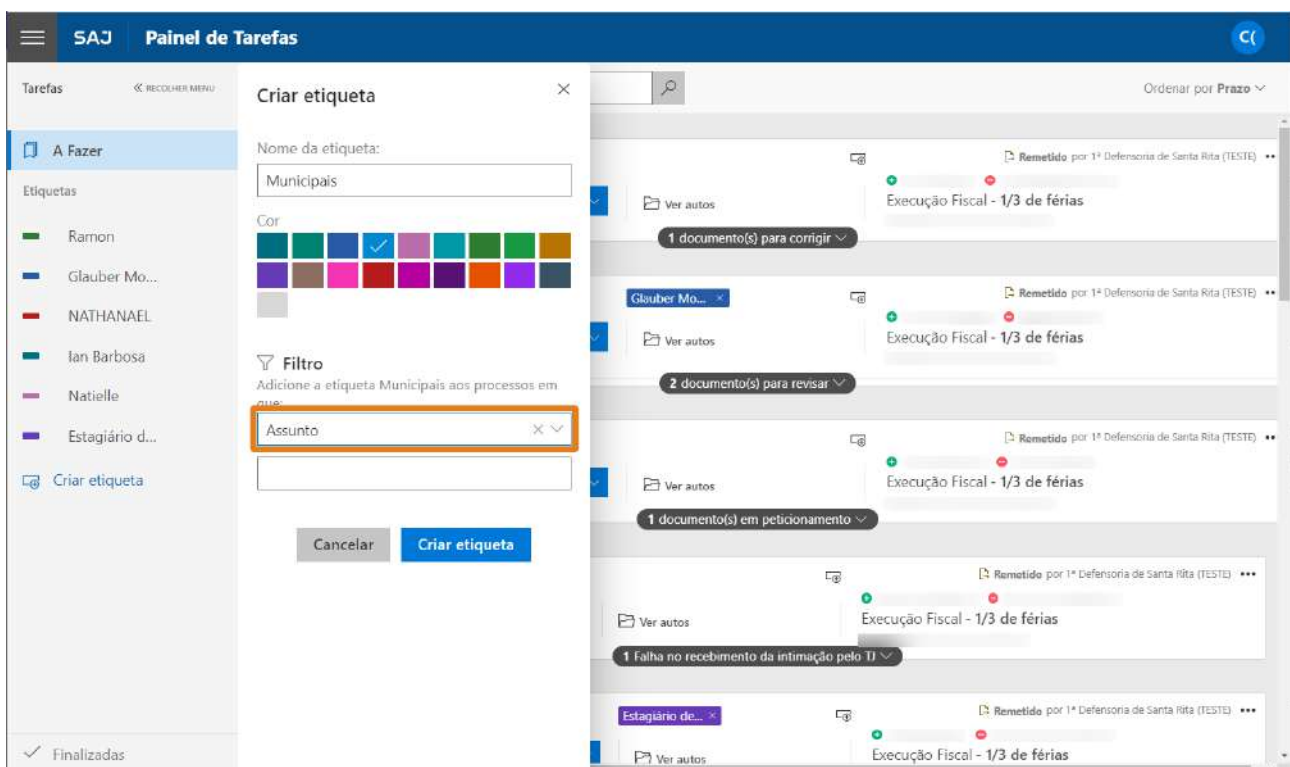 SAJ Painel de Tarefas
C(
Tarefas
RECOLHER MENU
A Fazer
Etiquetas
Ramon
Glauber Mo...
NATHANAEL
Ian Barbosa
Natielle
Estagiário d...
Criar etiqueta
Finalizadas
Criar etiqueta
Nome da etiqueta:
Municipais
Cor
Filtro
Adicione a etiqueta Municipais aos processos em
que:
Assunto
Cancelar
Criar etiqueta
Ordenar por Prazo
Remetido por 1ª Defensoria de Santa Rita (TESTE)
Ver autos
Execução Fiscal - 1/3 de férias
1 documento(s) para corrigir
Glauber Mo...
Remetido por 1ª Defensoria de Santa Rita (TESTE)
Ver autos
Execução Fiscal - 1/3 de férias
2 documento(s) para revisar
Remetido por 1ª Defensoria de Santa Rita (TESTE)
Ver autos
Execução Fiscal - 1/3 de férias
1 documento(s) em peticionamento
Remetido por 1ª Defensoria de Santa Rita (TESTE)
Ver autos
Execução Fiscal - 1/3 de férias
1 Falha no recebimento da intimação pelo TJ
Estagiário de...
Remetido por 1ª Defensoria de Santa Rita (TESTE)
Ver autos
Execução Fiscal - 1/3 de férias